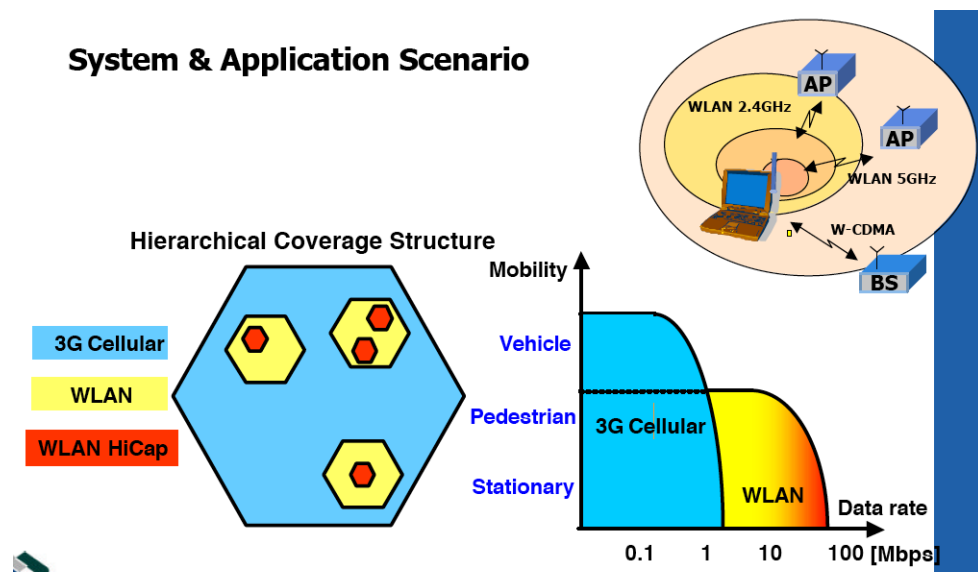 System & Application Scenario
AP
WLAN 2.4GHz
AP
WLAN 5GHz
W-CDMA
BS
Hierarchical Coverage Structure
3G Cellular
WLAN
WLAN HiCap
Mobility
Vehicle
Pedestrian
Stationary
3G Cellular
WLAN
Data rate
0.1 1 10 100 [Mbps]